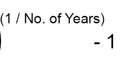 (1 / No. of Years)
) - 1